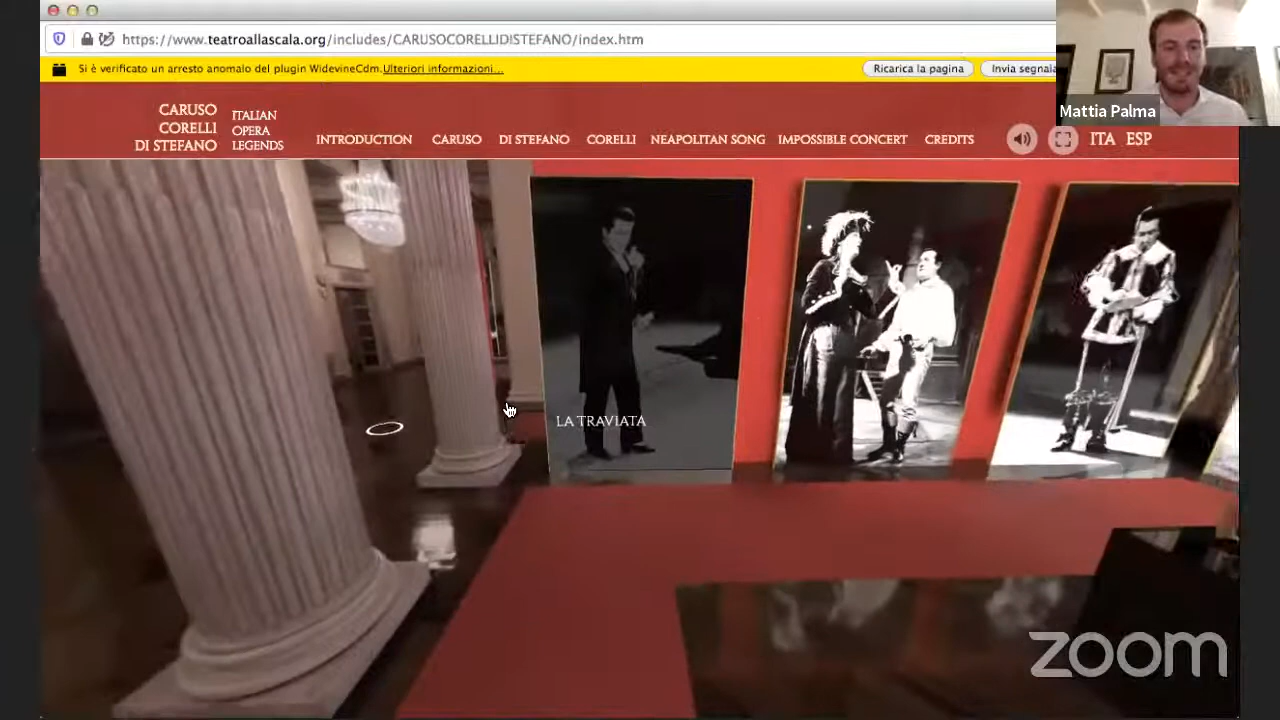 https://www.teatroallascala.org/includes/CARUSOCORELLIDISTEFANO/index.htm
Si è verificato un arresto anomalo del plugin WidevineCdm. Ulteriori informazioni...
Ricarica la pagina
Invia segnala
Mattia Palma
CARUSO
CORELLI
DI STEFANO
ITALIAN
OPERA
LEGENDS
INTRODUCTION CARUSO DI STEFANO CORELLI NEAPOLITAN SONG IMPOSSIBLE CONCERT CREDITS
ITA ESP
LA TRAVIATA
zoom